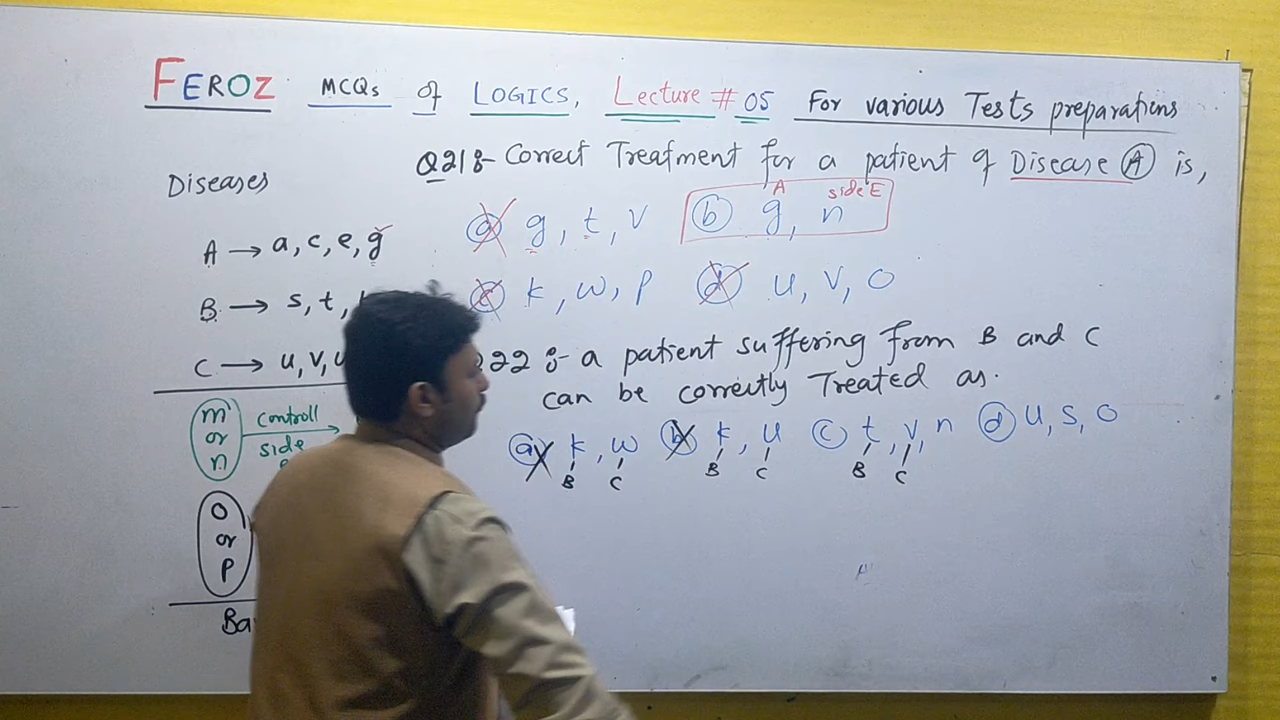 FEROZ MCQs of LOGICS, Lecture # 05 For various Tests preparations
Diseases
A → a, c, e, g
B → s, t,
C → u, v,
m or n controll side
O or P
Q21:- Correct Treatment for a patient of Disease A is,
a g, t, v b g, n
A side E
c k, w, p d u, v, o
22:- a patient suffering from B and C
can be correctly Treated as.
a k, w b k, u c t, v, n d u, s, o
B C B C B C